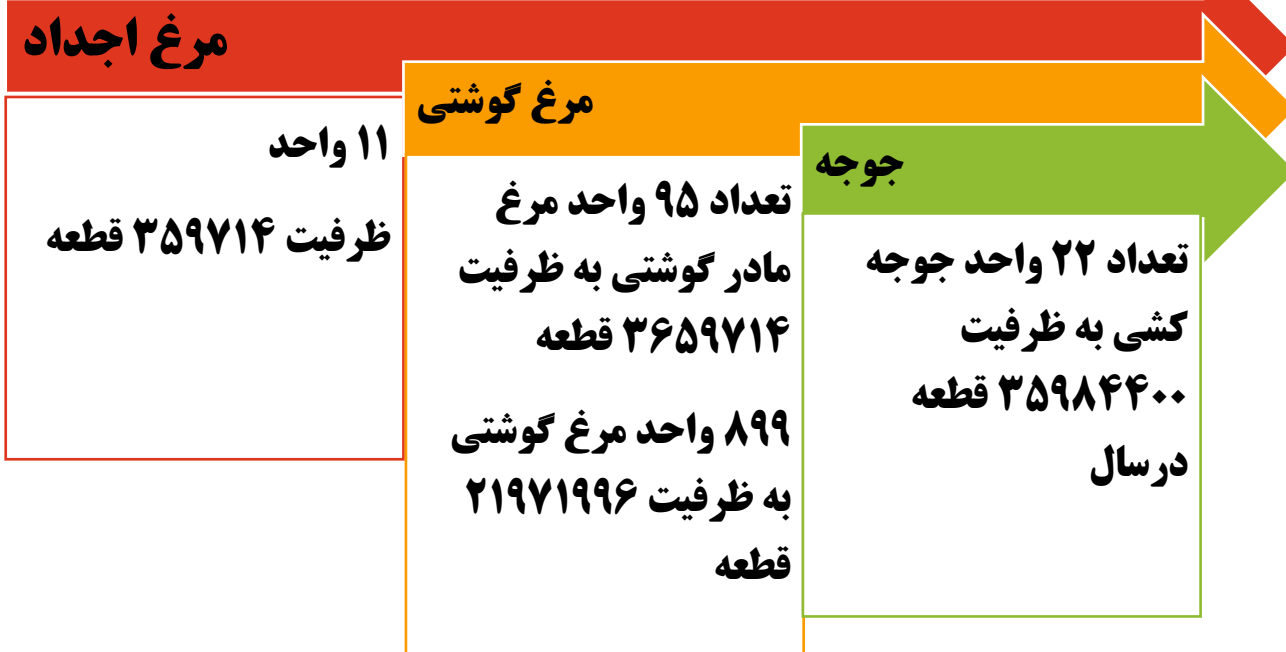 مرغ اجداد
۱۱ واحد
ظرفیت ۳۵۹۷۱۴ قطعه
مرغ گوشتی
تعداد ۹۵ واحد مرغ
مادر گوشتی به ظرفیت
۳۶۵۹۷۱۴ قطعه
۸۹۹ واحد مرغ گوشتی
به ظرفیت ۲۱۹۷۱۹۹۶
قطعه
جوجه
تعداد ۲۲ واحد جوجه
کشی به ظرفیت
۳۵۹۸۴۴۰۰ قطعه
درسال